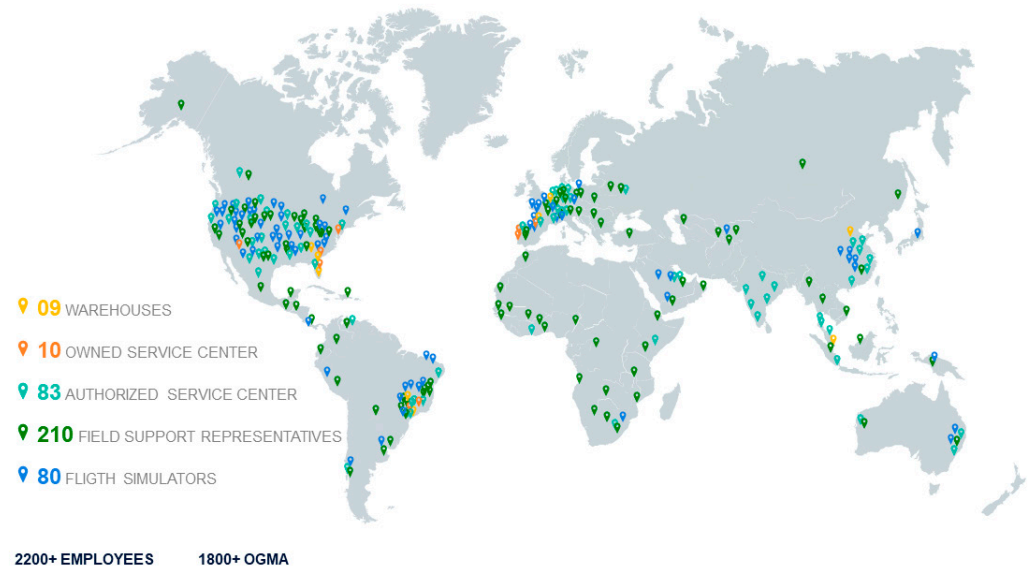 09 WAREHOUSES
10 OWNED SERVICE CENTER
83 AUTHORIZED SERVICE CENTER
210 FIELD SUPPORT REPRESENTATIVES
80 FLIGTH SIMULATORS
2200+ EMPLOYEES 1800+ OGMA